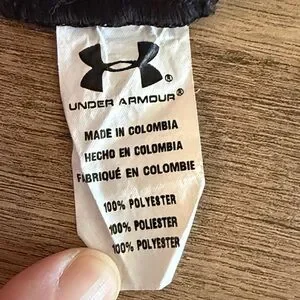 UNDER ARMOUR®
MADE IN COLOMBIA
HECHO EN COLOMBIA
FABRIQUÉ EN COLOMBIE
100% POLYESTER
100% POLIESTER
100% POLYESTER